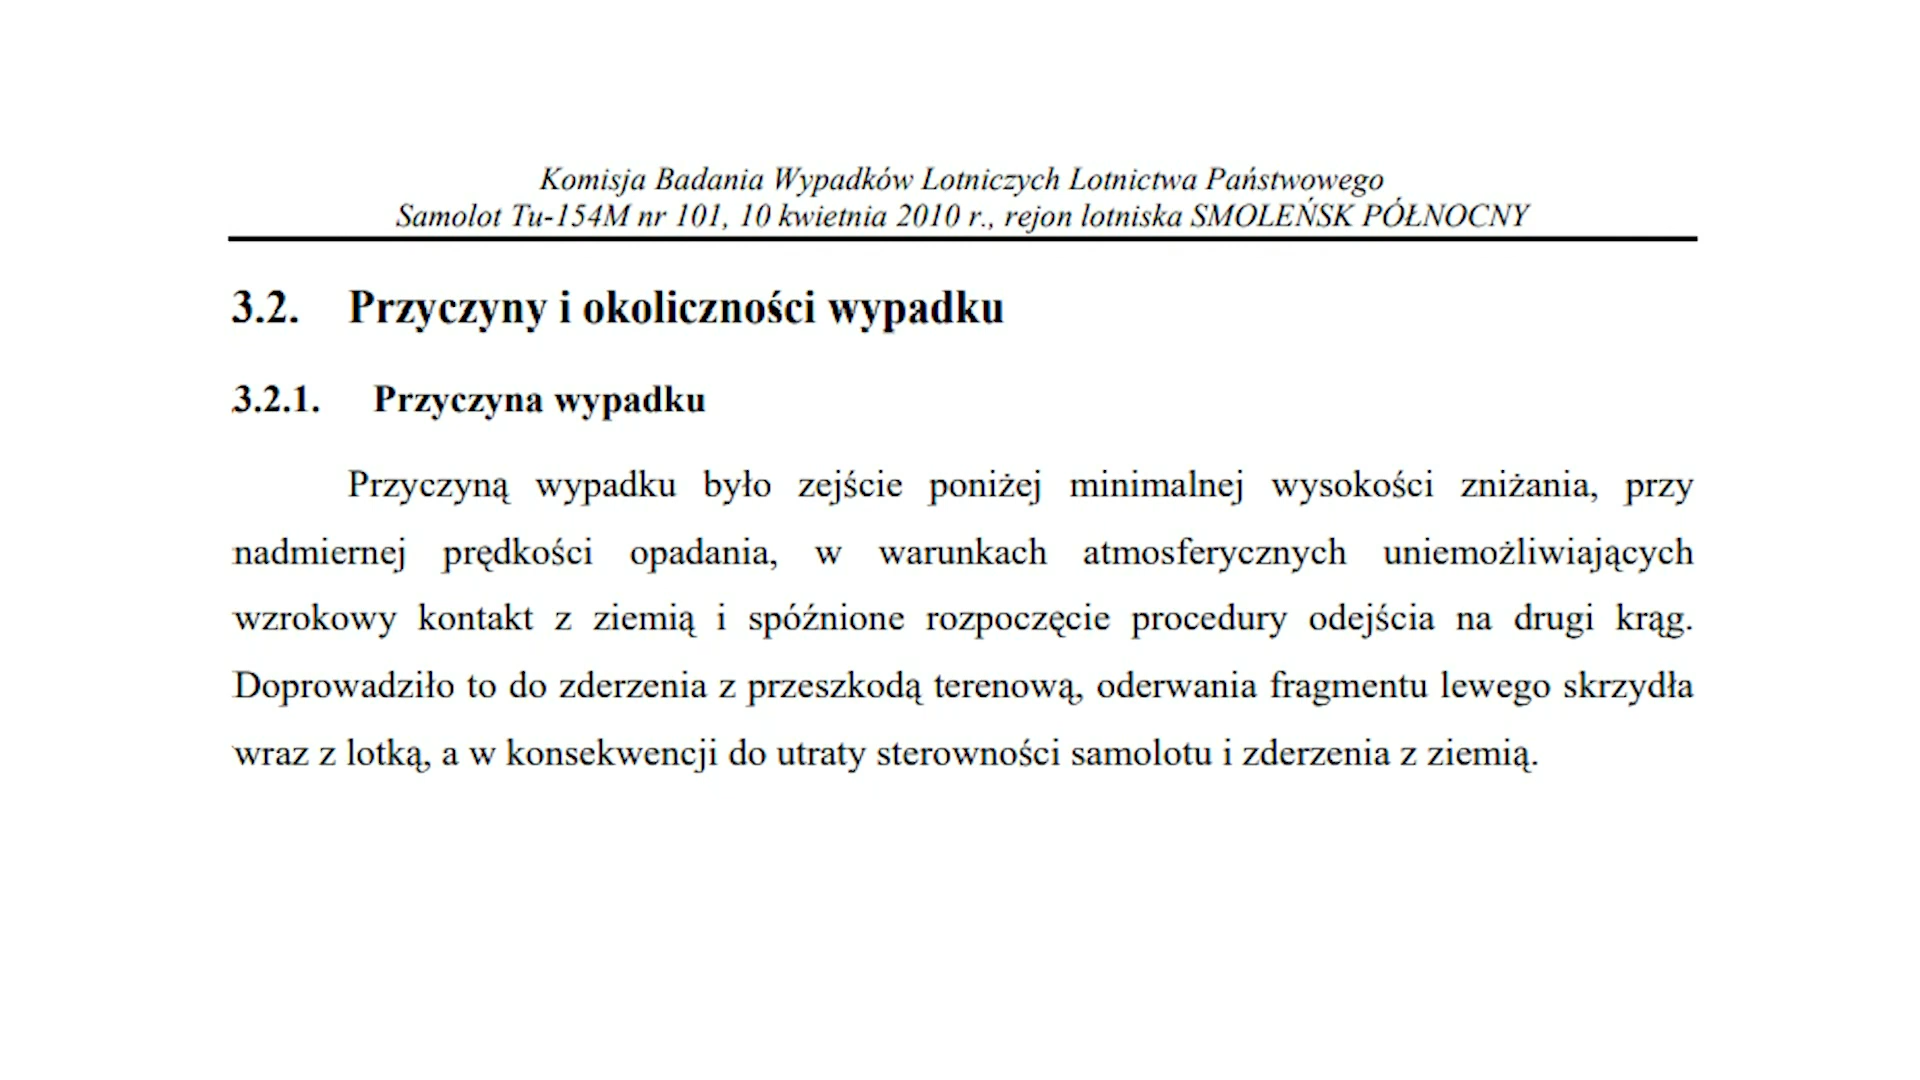 Komisja Badania Wypadków Lotniczych Lotnictwa Państwowego
Samolot Tu-154M nr 101, 10 kwietnia 2010 r., rejon lotniska SMOLEŃSK PÓŁNOCNY
3.2. Przyczyny i okoliczności wypadku
3.2.1. Przyczyna wypadku
Przyczyną wypadku było zejście poniżej minimalnej wysokości zniżania, przy
nadmiernej prędkości opadania, w warunkach atmosferycznych uniemożliwiających
wzrokowy kontakt z ziemią i spóźnione rozpoczęcie procedury odejścia na drugi krąg.
Doprowadziło to do zderzenia z przeszkodą terenową, oderwania fragmentu lewego skrzydła
wraz z lotką, a w konsekwencji do utraty sterowności samolotu i zderzenia z ziemią.